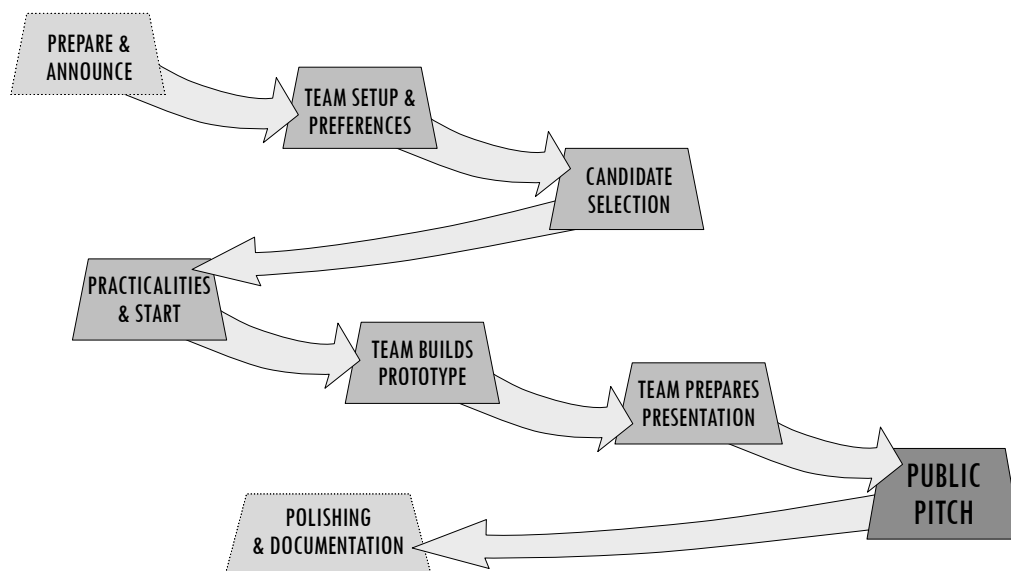 PREPARE &
ANNOUNCE
TEAM SETUP &
PREFERENCES
CANDIDATE
SELECTION
PRACTICALITIES
& START
TEAM BUILDS
PROTOTYPE
TEAM PREPARES
PRESENTATION
PUBLIC
PITCH
POLISHING
& DOCUMENTATION